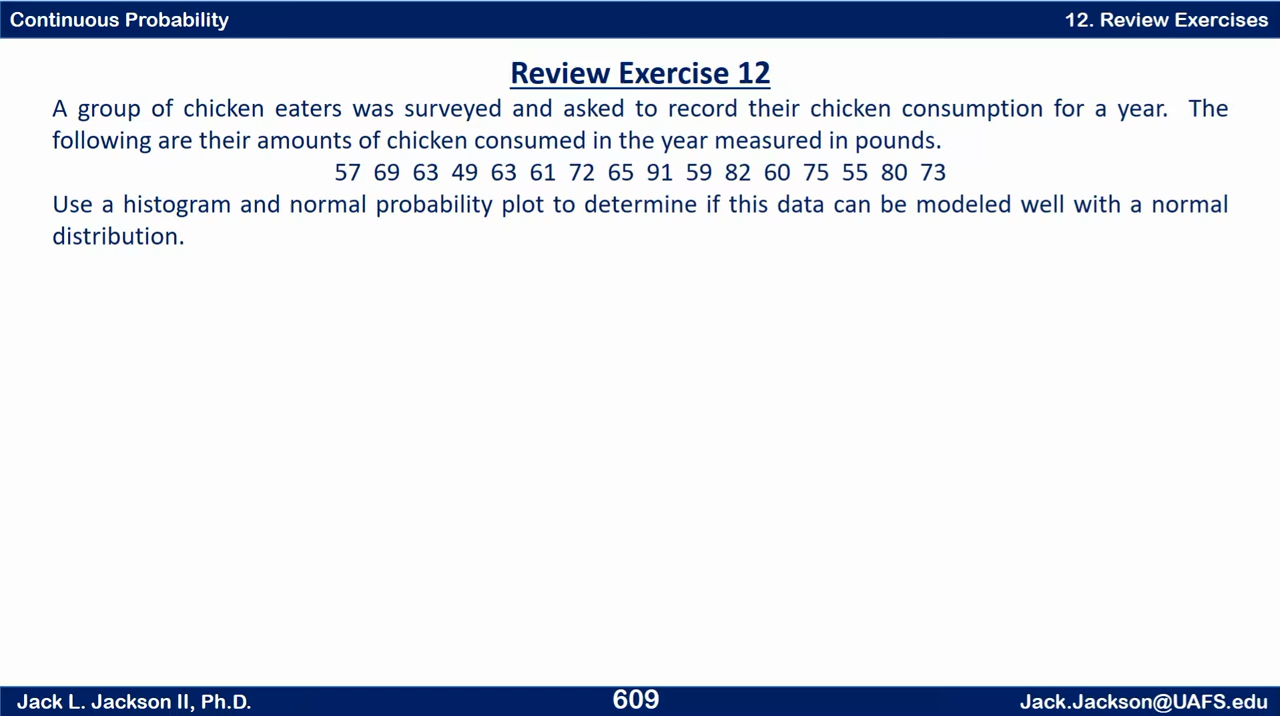 Continuous Probability
12. Review Exercises
Review Exercise 12
A group of chicken eaters was surveyed and asked to record their chicken consumption for a year. The
following are their amounts of chicken consumed in the year measured in pounds.
57 69 63 49 63 61 72 65 91 59 82 60 75 55 80 73
Use a histogram and normal probability plot to determine if this data can be modeled well with a normal
distribution.
Jack L. Jackson II, Ph.D.
609
Jack.Jackson@UAFS.edu